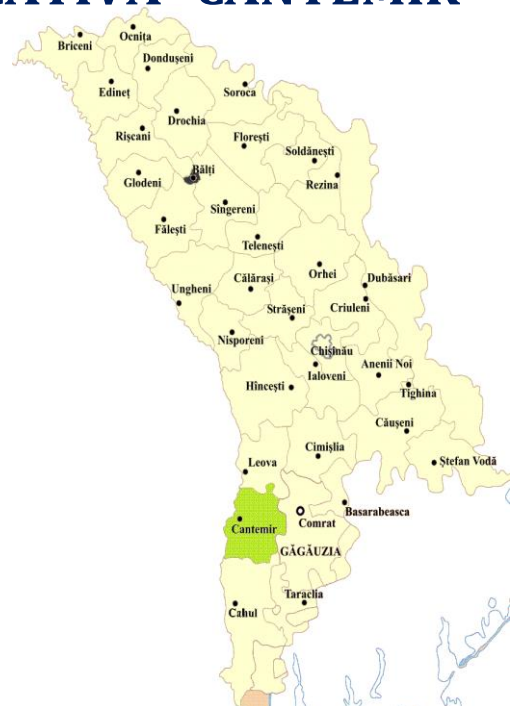 CANTEMIR
Ocnița
Briceni
Dondușeni
Edineț
Soroca
Drochia
Rîșcani
Florești
Soldănești
Bălți
Glodeni
Rezina
Sîngereni
Fălești
Telenești
Orhei
Călărași
Dubăsari
Ungheni
Criuleni
Strășeni
Nisporeni
Chișinău
Anenii Noi
Ialoveni
Hîncești
Tighina
Căușeni
Cimișlia
Leova
Ștefan Vodă
Basarabeasca
Comrat
Cantemir
GĂGĂUZIA
Taraclia
Cahul